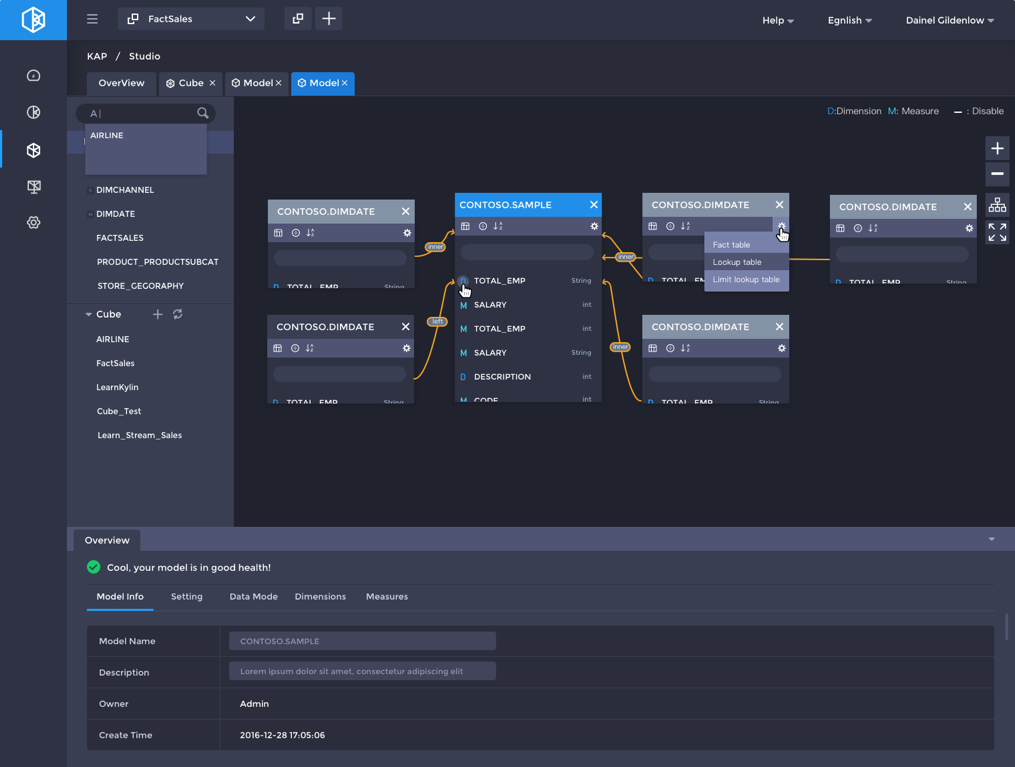 FactSales
Help
Egnlish
Dainel Gildenlow
KAP / Studio
OverView
Cube
Model
Model
A
AIRLINE
DIMCHANNEL
DIMDATE
FACTSALES
PRODUCT_PRODUCTSUBCAT
STORE_GEGORAPHY
Cube
AIRLINE
FactSales
LearnKylin
Cube_Test
Learn_Stream_Sales
D:Dimension M: Measure — : Disable
CONTOSO.DIMDATE
D TOTAL_EMP String
inner
CONTOSO.DIMDATE
D TOTAL_EMP String
left
CONTOSO.SAMPLE
D TOTAL_EMP String
M SALARY int
M TOTAL_EMP int
M SALARY String
D DESCRIPTION int
M CODE int
inner
inner
CONTOSO.DIMDATE
D TOTAL_EMP
Fact table
Lookup table
Limit lookup table
CONTOSO.DIMDATE
D TOTAL_EMP String
CONTOSO.DIMDATE
D TOTAL_EMP String
Overview
Cool, your model is in good health!
Model Info
Setting
Data Mode
Dimensions
Measures
Model Name
CONTOSO.SAMPLE
Description
Lorem ipsum dolor sit amet, consectetur adipiscing elit
Owner
Admin
Create Time
2016-12-28 17:05:06